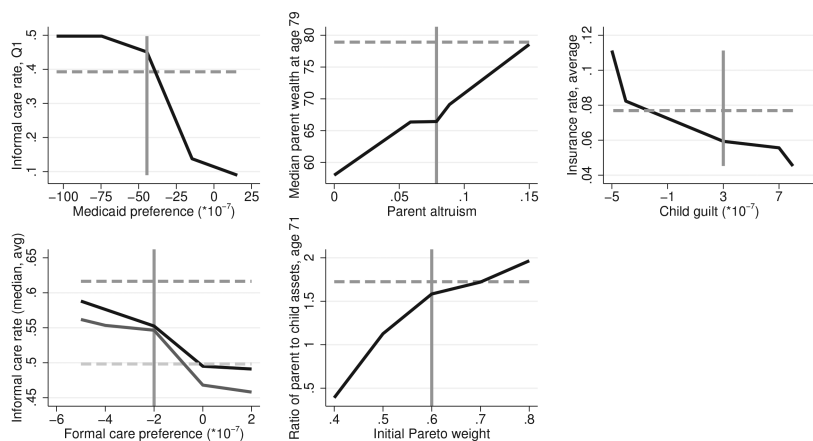 Informal care rate, Q1
.5
.4
.3
.2
.1
−100 −75 −50 −25 0 25
Medicaid preference (*10⁻⁷)
Median parent wealth at age 79
80
75
70
65
60
0 .05 .1 .15
Parent altruism
Insurance rate, average
.12
.1
.08
.06
.04
−5 −1 3 7
Child guilt (*10⁻⁷)
Informal care rate (median, avg)
.65
.6
.55
.5
.45
−6 −4 −2 0 2
Formal care preference (*10⁻⁷)
Ratio of parent to child assets, age 71
2
1.5
1
.5
.4 .5 .6 .7 .8
Initial Pareto weight